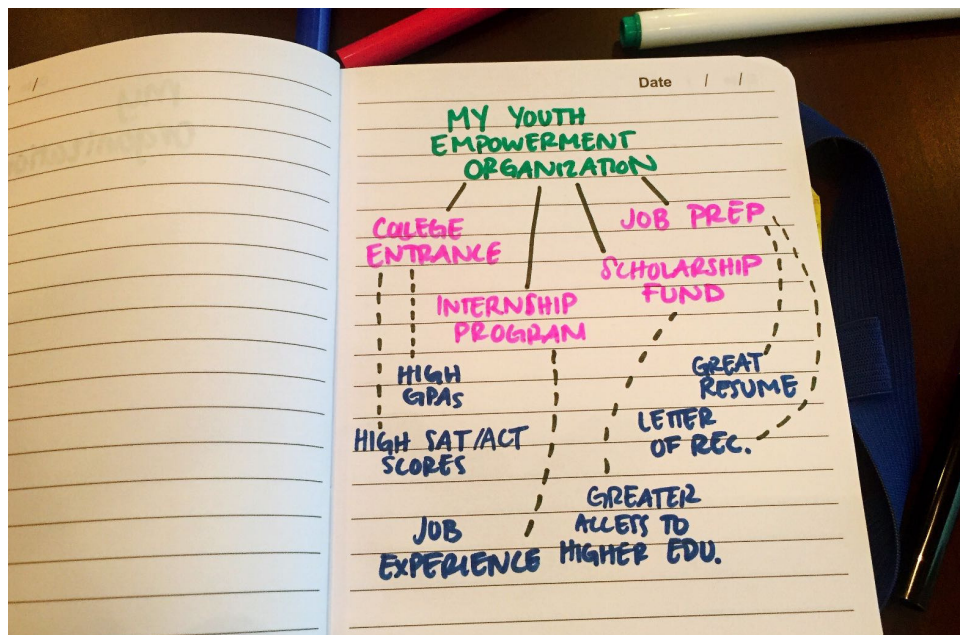 Date / /
MY YOUTH
EMPOWERMENT
ORGANIZATION
COLLEGE
ENTRANCE
JOB PREP
SCHOLARSHIP
FUND
INTERNSHIP
PROGRAM
HIGH
GPAs
GREAT
RESUME
LETTER
OF REC.
HIGH SAT/ACT
SCORES
GREATER
ACCESS TO
HIGHER EDU.
JOB
EXPERIENCE